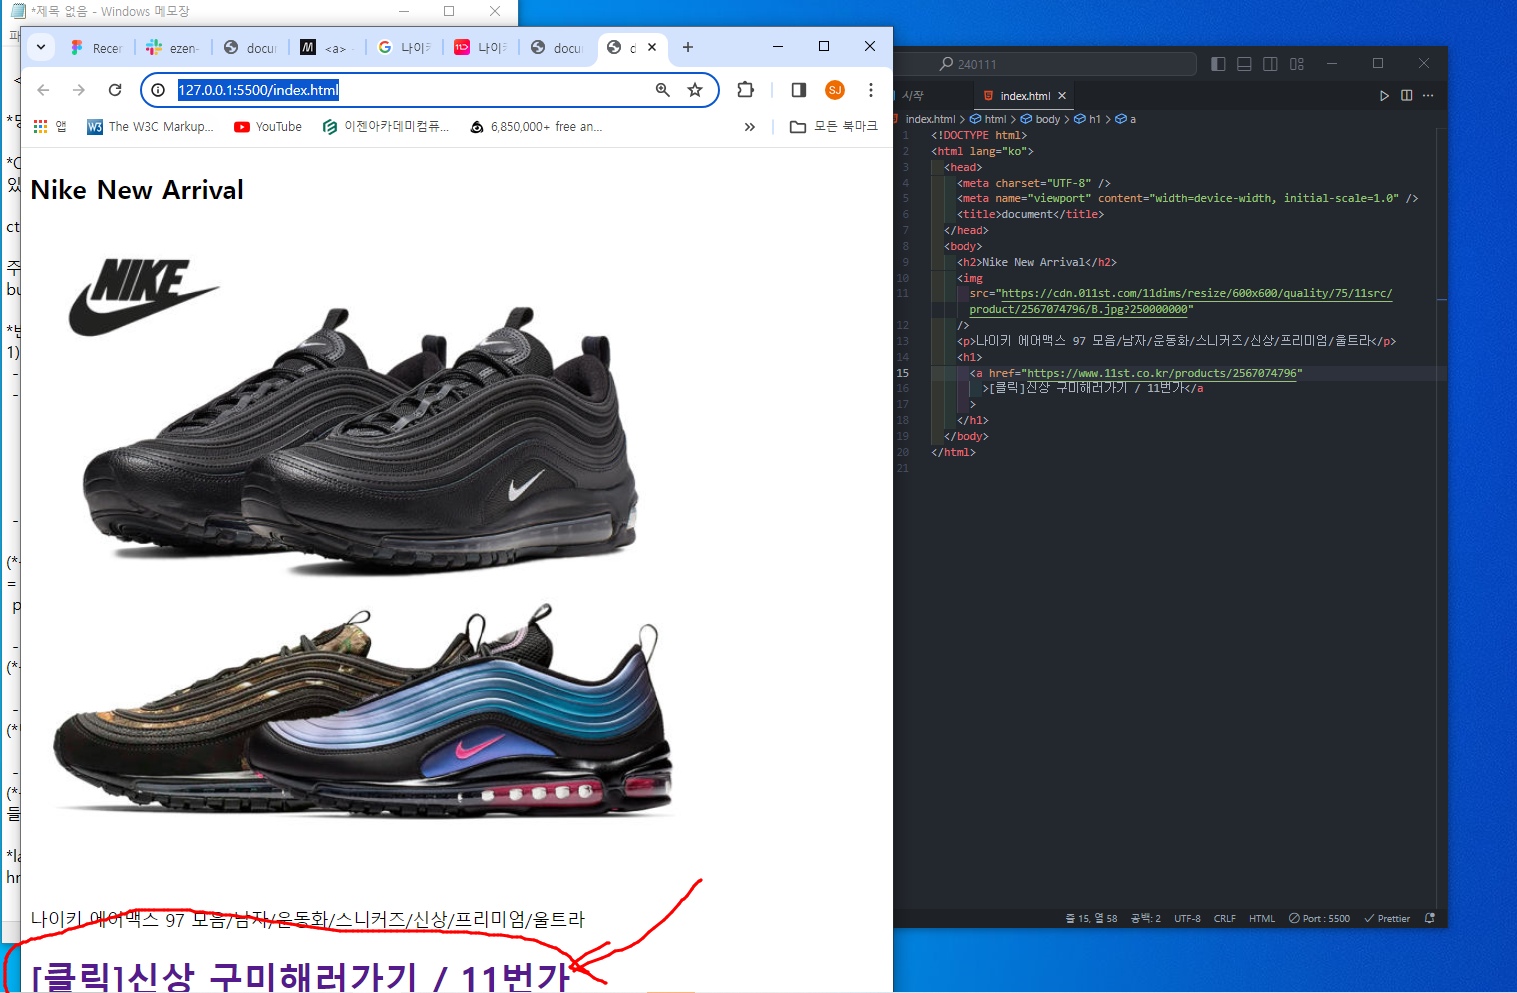 *제목 없음 - Windows 메모장
Recer
ezen-
docu
<a>
나이키
나이키
docu
d
127.0.0.1:5500/index.html
SJ
앱
The W3C Markup...
YouTube
이젠아카데미컴퓨...
6,850,000+ free an...
모든 북마크
Nike New Arrival
NIKE
나이키 에어맥스 97 모음/남자/운동화/스니커즈/신상/프리미엄/울트라
[클릭]신상 구미해러가기 / 11번가
240111
시작
index.html
index.html > html > body > h1 > a
1 <!DOCTYPE html>
2 <html lang="ko">
3 <head>
4 <meta charset="UTF-8" />
5 <meta name="viewport" content="width=device-width, initial-scale=1.0" />
6 <title>document</title>
7 </head>
8 <body>
9 <h2>Nike New Arrival</h2>
10 <img
11 src="https://cdn.011st.com/11dims/resize/600x600/quality/75/11src/
product/2567074796/B.jpg?250000000"
12 />
13 <p>나이키 에어맥스 97 모음/남자/운동화/스니커즈/신상/프리미엄/울트라</p>
14 <h1>
15 <a href="https://www.11st.co.kr/products/2567074796"
16 >[클릭]신상 구미해러가기 / 11번가</a
17 >
18 </h1>
19 </body>
20 </html>
21
줄 15, 열 58
공백: 2
UTF-8
CRLF
HTML
Port : 5500
Prettier